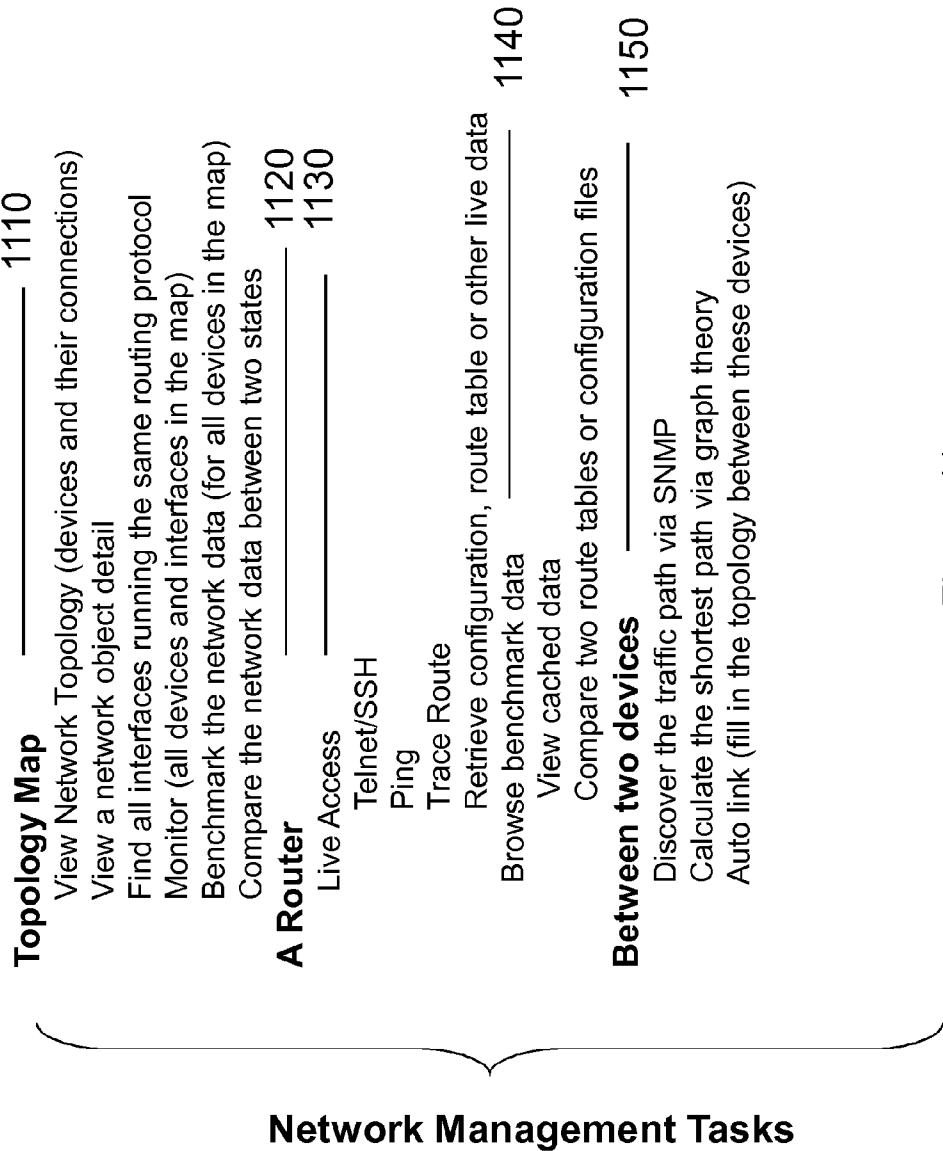 Network Management Tasks
Topology Map 1110
View Network Topology (devices and their connections)
View a network object detail
Find all interfaces running the same routing protocol
Monitor (all devices and interfaces in the map)
Benchmark the network data (for all devices in the map)
Compare the network data between two states
A Router 1120
Live Access 1130
Telnet/SSH
Ping
Trace Route
Retrieve configuration, route table or other live data
Browse benchmark data 1140
View cached data
Compare two route tables or configuration files
Between two devices 1150
Discover the traffic path via SNMP
Calculate the shortest path via graph theory
Auto link (fill in the topology between these devices)